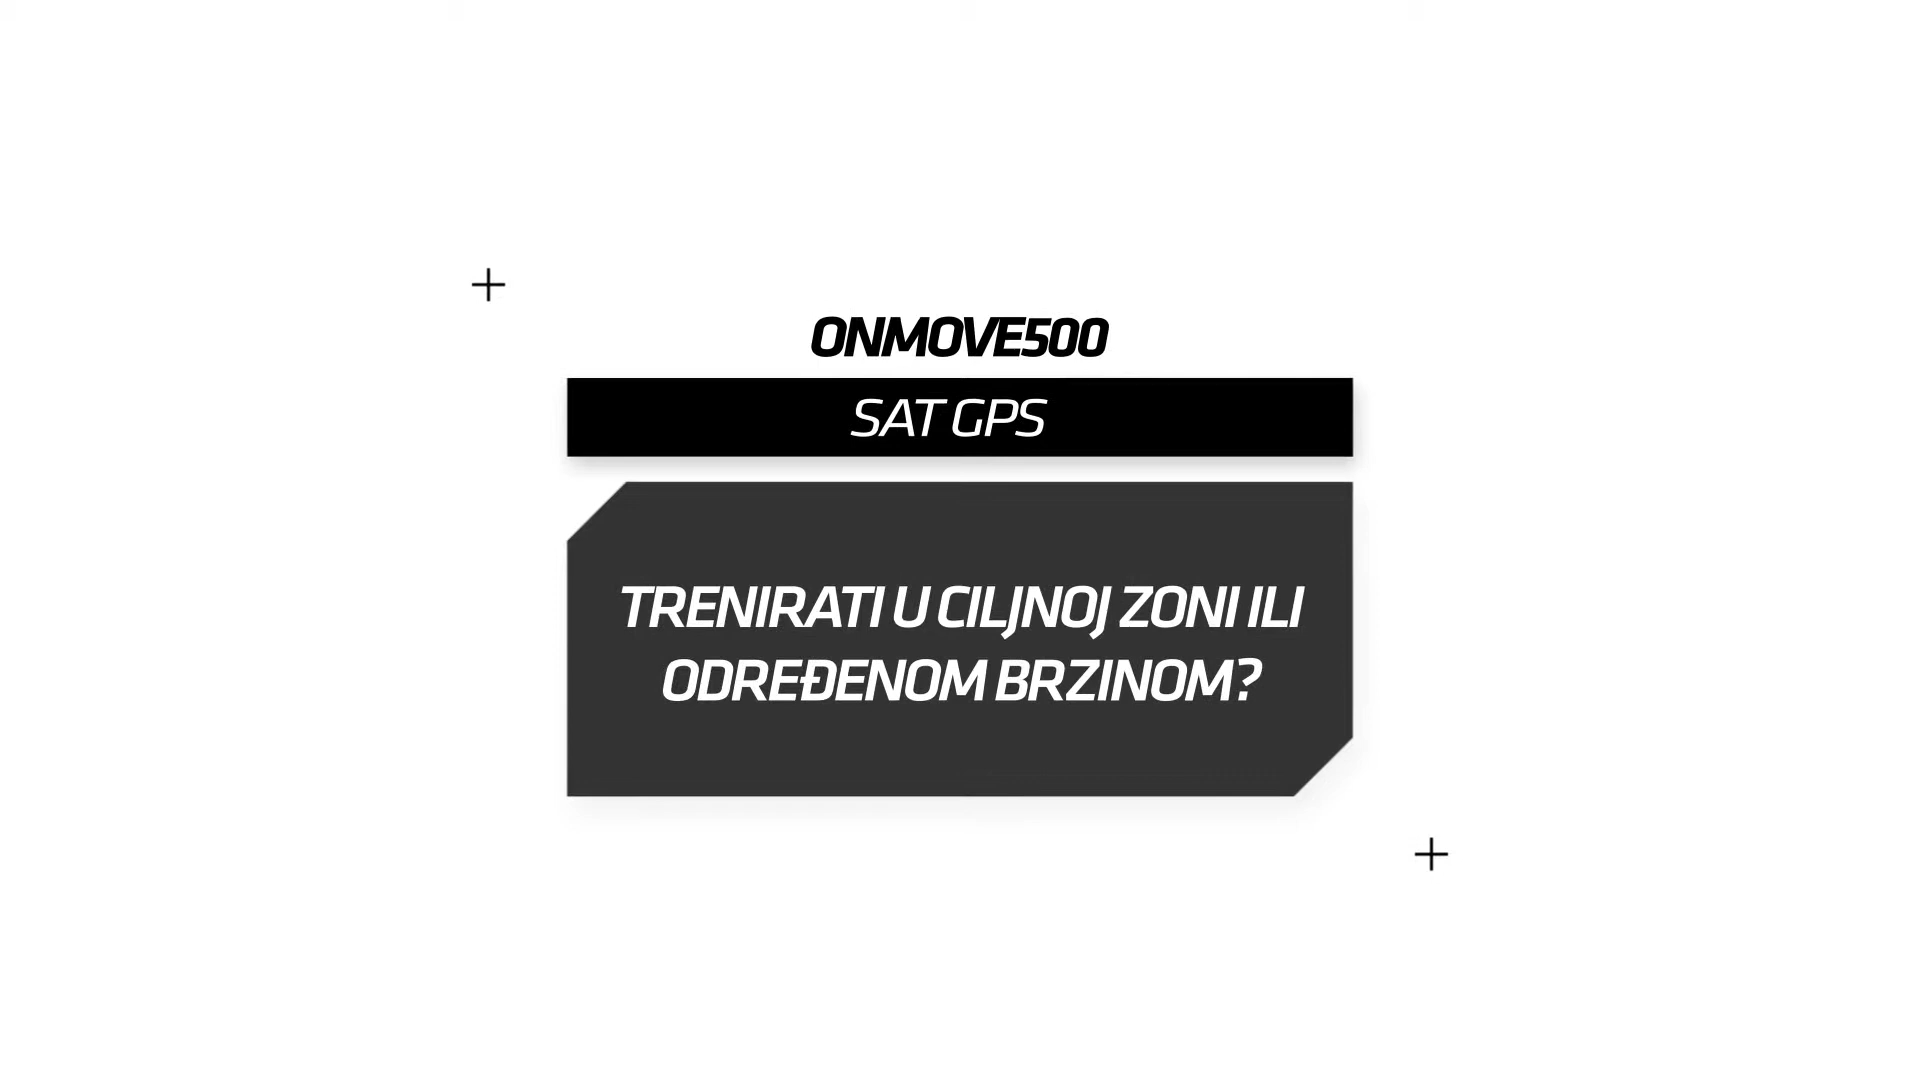 ONMOVE500
SAT GPS
TRENIRATI U CILJNOJ ZONI ILI
ODREĐENOM BRZINOM?